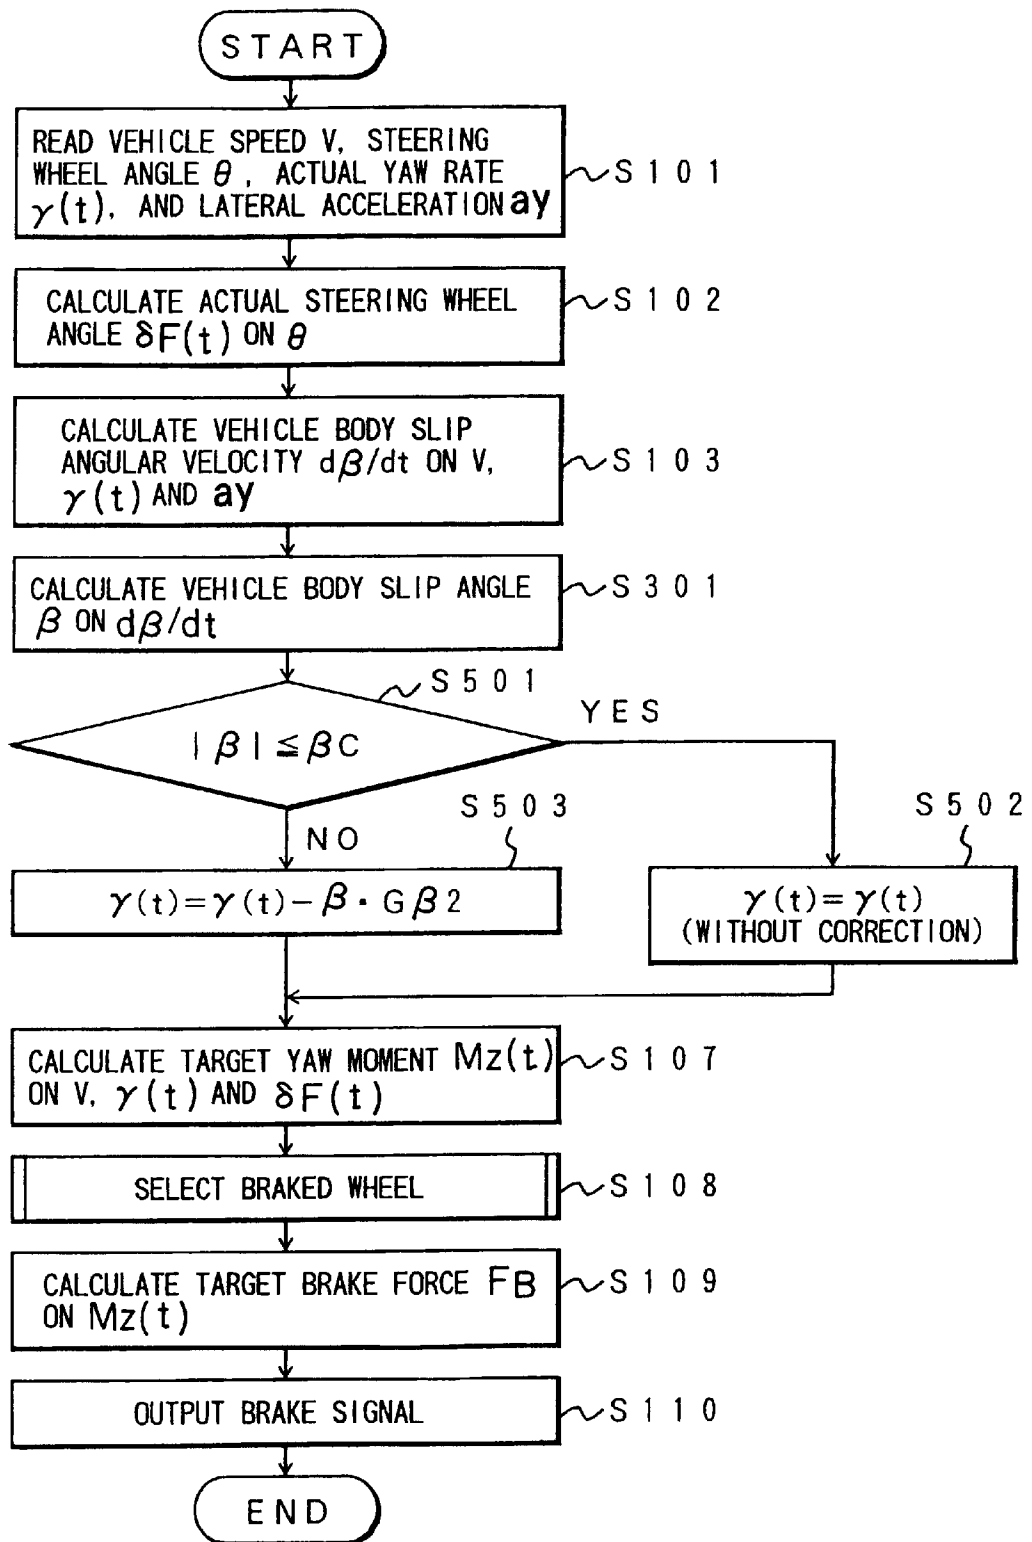 START
READ VEHICLE SPEED V, STEERING
WHEEL ANGLE θ, ACTUAL YAW RATE
γ(t), AND LATERAL ACCELERATION ay
S101
CALCULATE ACTUAL STEERING WHEEL
ANGLE δF(t) ON θ
S102
CALCULATE VEHICLE BODY SLIP
ANGULAR VELOCITY dβ/dt ON V,
γ(t) AND ay
S103
CALCULATE VEHICLE BODY SLIP ANGLE
β ON dβ/dt
S301
S501
|β|≦βC
YES
NO
S503
γ(t)=γ(t)−β・Gβ2
S502
γ(t)=γ(t)
(WITHOUT CORRECTION)
CALCULATE TARGET YAW MOMENT Mz(t)
ON V, γ(t) AND δF(t)
S107
SELECT BRAKED WHEEL
S108
CALCULATE TARGET BRAKE FORCE FB
ON Mz(t)
S109
OUTPUT BRAKE SIGNAL
S110
END